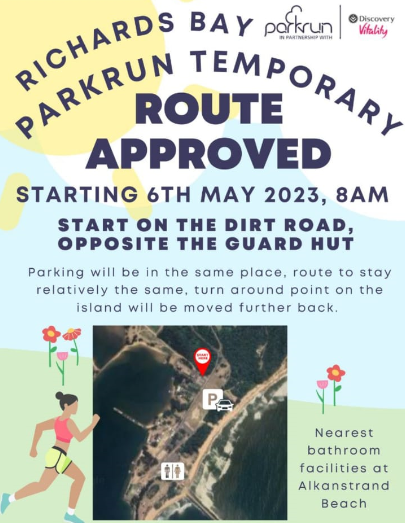 RICHARDS BAY
parkrun
IN PARTNERSHIP WITH
Discovery
Vitality
PARKRUN TEMPORARY
ROUTE
APPROVED
STARTING 6TH MAY 2023, 8AM
START ON THE DIRT ROAD,
OPPOSITE THE GUARD HUT
Parking will be in the same place, route to stay
relatively the same, turn around point on the
island will be moved further back.
START HERE
P
Nearest
bathroom
facilities at
Alkanstrand
Beach